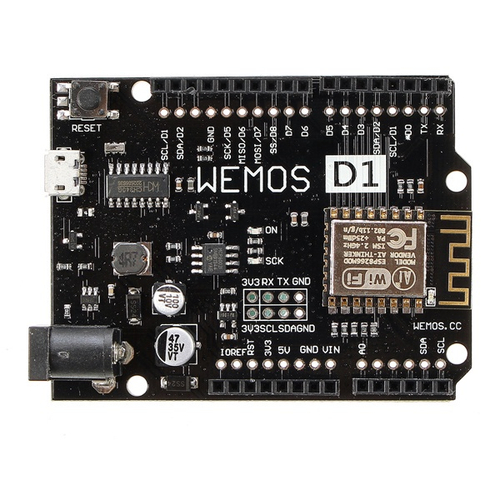 RESET
SCL/D1
SDA/D2
GND
SCK/D5
MISO/D6
MOSI/D7
SS/D8
D7
D6
D5
D4
D3
SDA/D2
SCL/D1
TX
RX
WEMOS D1
ON
SCK
3V3 RX TX GND
3V3SCLSDAGND
MODEL ESP8266MOD
VENDOR AI-THINKER
ISM 2.4GHz
PA +25dBm
802.11b/g/n
FC
AI
WiFi
100
47
35V
VT
WEMOS.CC
IOREF
RST
3V3
5V
GND
VIN
A0
SDA
SCL